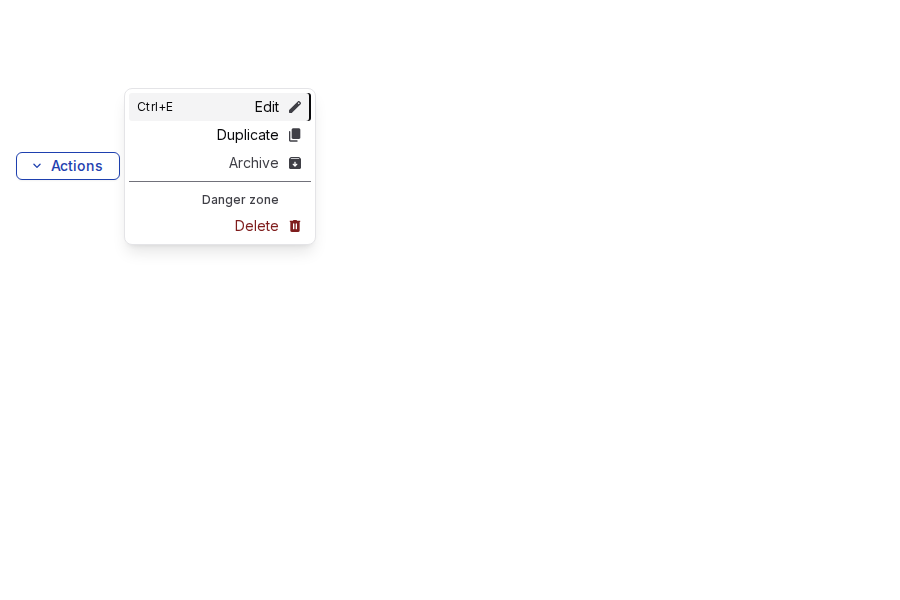 Actions
Edit Ctrl+E
Duplicate
Archive
Danger zone
Delete